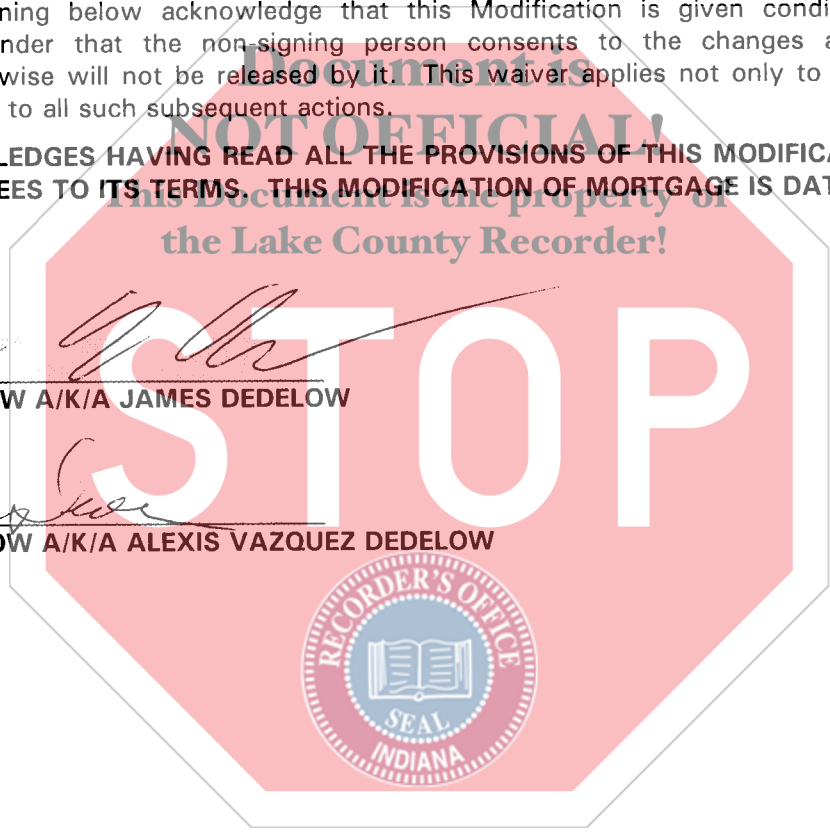 ning below acknowledge that this Modification is given condi
nder that the non-signing person consents to the changes a
wise will not be released by it. This waiver applies not only to
to all such subsequent actions.
Document is
NOT OFFICIAL!
This Document is the property of
the Lake County Recorder!
LEDGES HAVING READ ALL THE PROVISIONS OF THIS MODIFICA
EES TO ITS TERMS. THIS MODIFICATION OF MORTGAGE IS DAT
STOP
W A/K/A JAMES DEDELOW
OW A/K/A ALEXIS VAZQUEZ DEDELOW
RECORDER'S OFFICE
SEAL
INDIANA